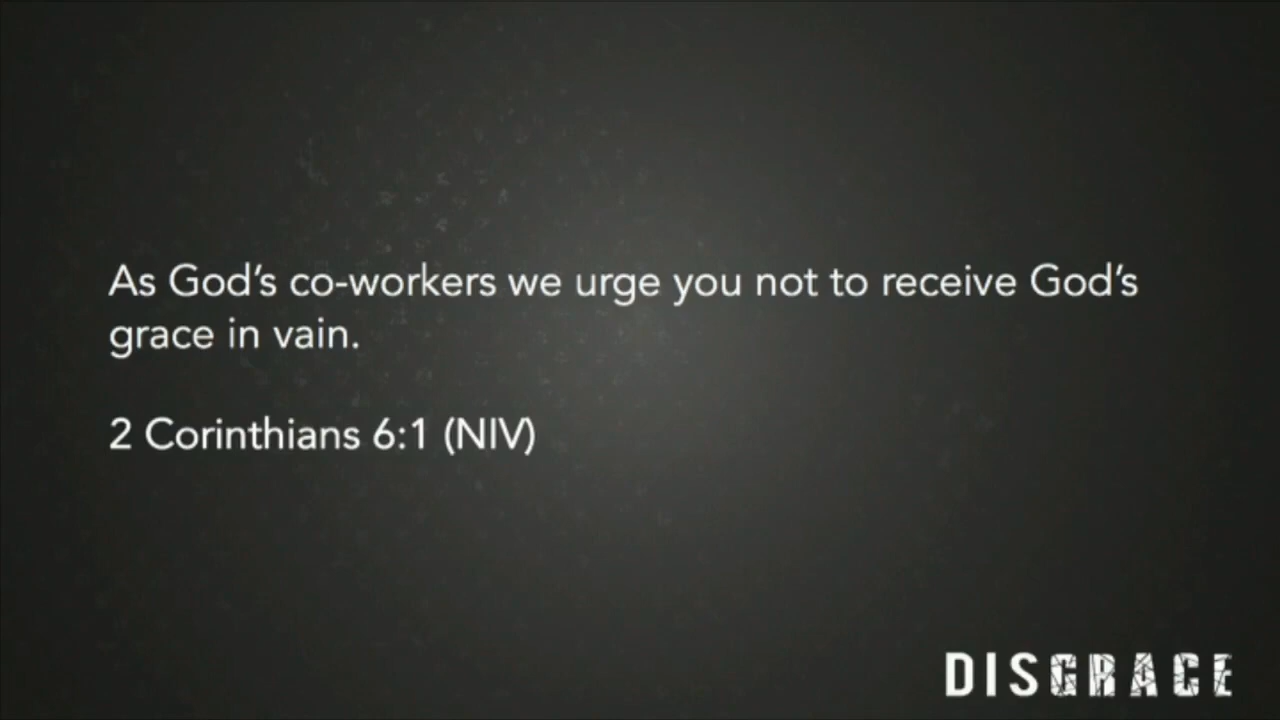 As God’s co-workers we urge you not to receive God’s
grace in vain.
2 Corinthians 6:1 (NIV)
DISGRACE